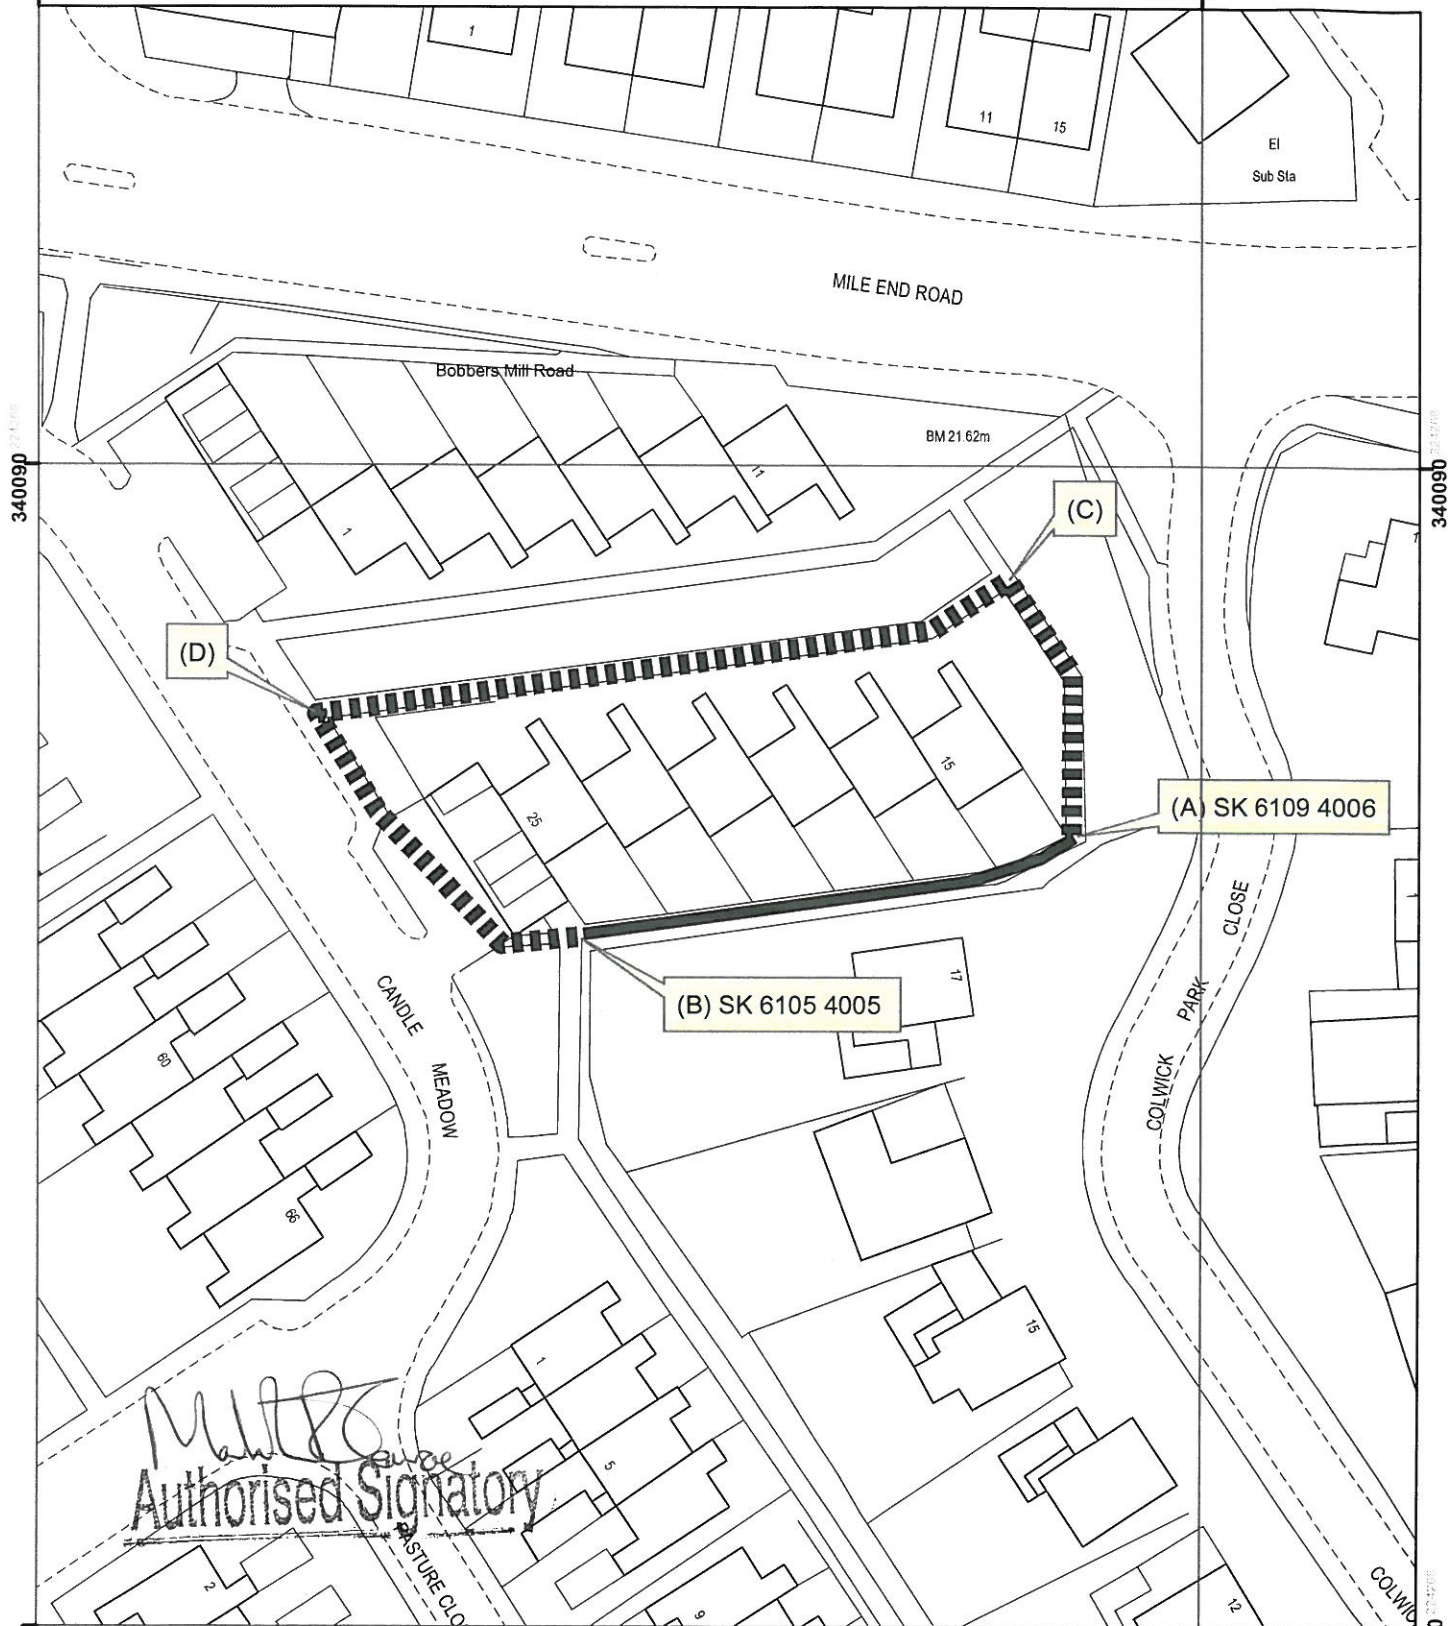 1
11
15
El
Sub Sta
MILE END ROAD
Bobbers Mill Road
BM 21.62m
340090
340090
11
1
(C)
(D)
15
25
(A) SK 6109 4006
(B) SK 6105 4005
17
CLOSE
PARK
COLWICK
CANDLE
MEADOW
60
66
15
1
5
Authorised Signatory
PASTURE CLO
2
9
12
COLWIC